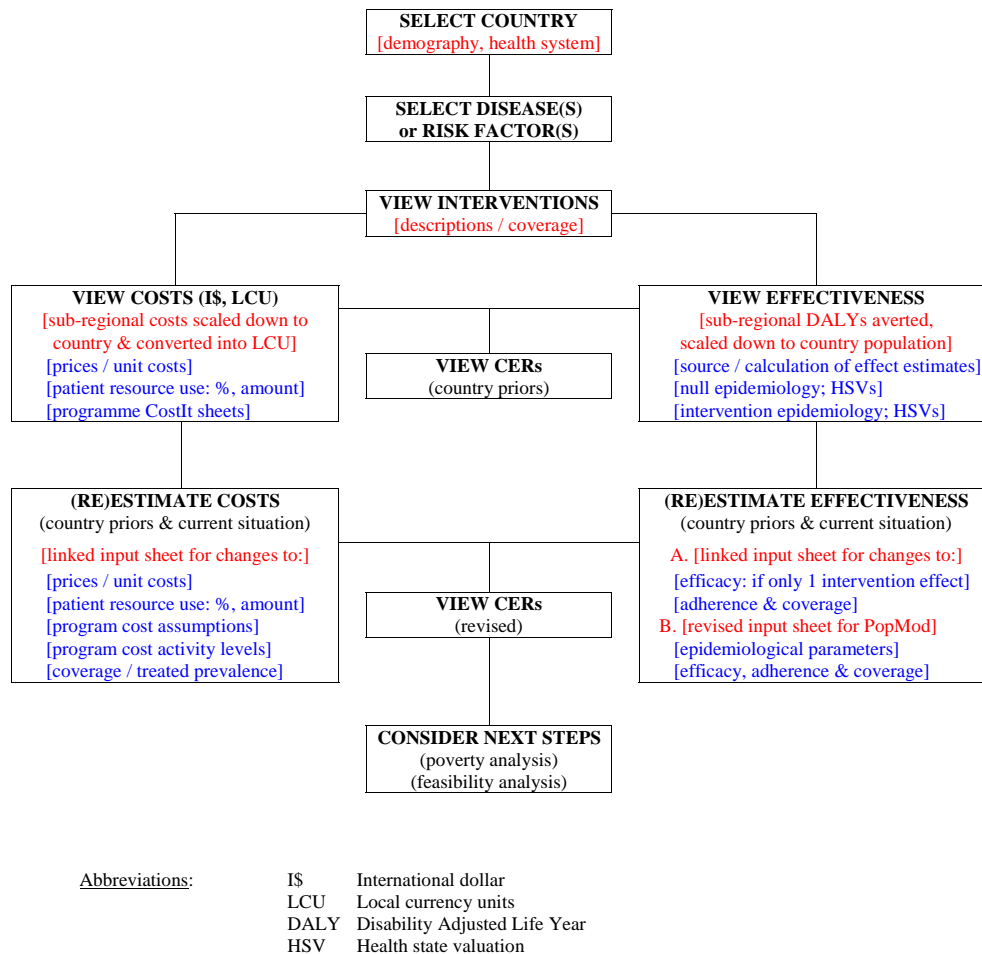 SELECT COUNTRY
[demography, health system]
SELECT DISEASE(S)
or RISK FACTOR(S)
VIEW INTERVENTIONS
[descriptions / coverage]
VIEW COSTS (I$, LCU)
[sub-regional costs scaled down to
country & converted into LCU]
[prices / unit costs]
[patient resource use: %, amount]
[programme CostIt sheets]
VIEW CERs
(country priors)
VIEW EFFECTIVENESS
[sub-regional DALYs averted,
scaled down to country population]
[source / calculation of effect estimates]
[null epidemiology; HSVs]
[intervention epidemiology; HSVs]
(RE)ESTIMATE COSTS
(country priors & current situation)
[linked input sheet for changes to:]
[prices / unit costs]
[patient resource use: %, amount]
[program cost assumptions]
[program cost activity levels]
[coverage / treated prevalence]
VIEW CERs
(revised)
(RE)ESTIMATE EFFECTIVENESS
(country priors & current situation)
A. [linked input sheet for changes to:]
[efficacy: if only 1 intervention effect]
[adherence & coverage]
B. [revised input sheet for PopMod]
[epidemiological parameters]
[efficacy, adherence & coverage]
CONSIDER NEXT STEPS
(poverty analysis)
(feasibility analysis)
Abbreviations: I$ International dollar
LCU Local currency units
DALY Disability Adjusted Life Year
HSV Health state valuation